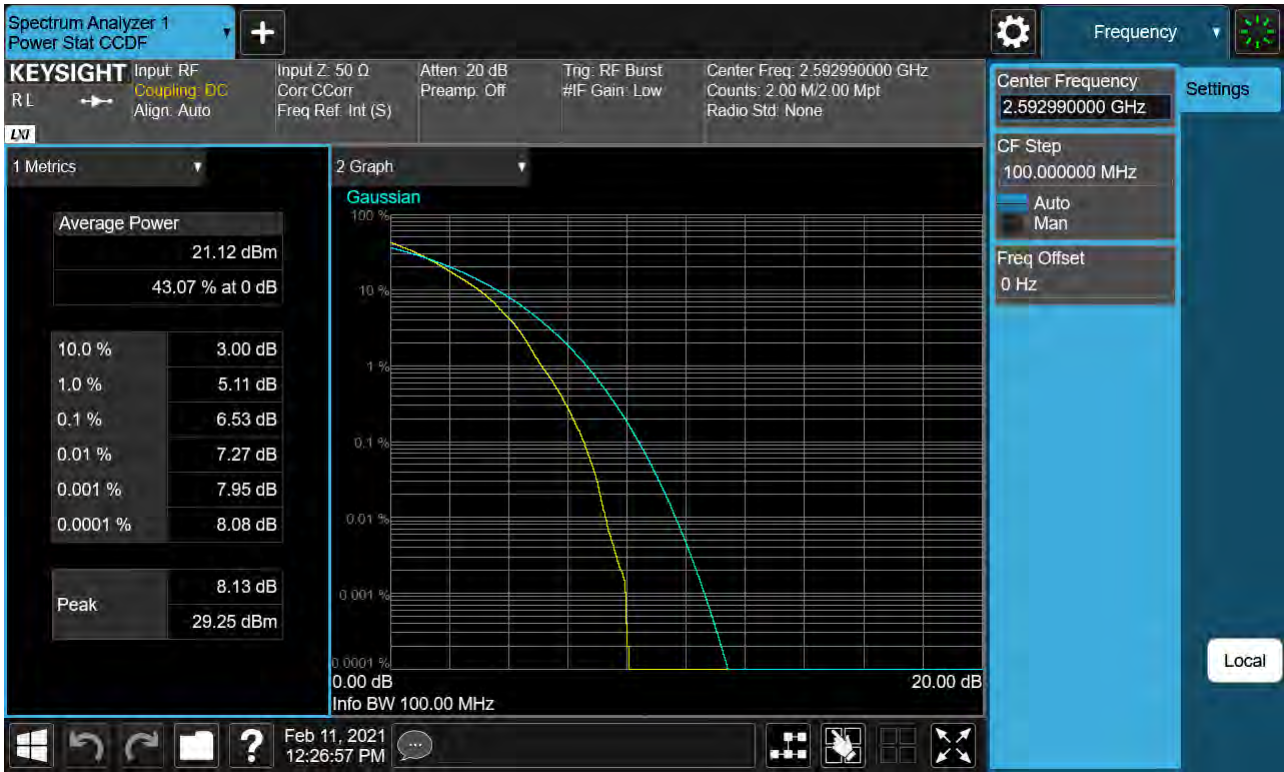 Spectrum Analyzer 1
Power Stat CCDF
+
Frequency
KEYSIGHT
RL
LXI
Input: RF
Coupling: DC
Align: Auto
Input Z: 50 Ω
Corr CCorr
Freq Ref: Int (S)
Atten: 20 dB
Preamp: Off
Trig: RF Burst
#IF Gain: Low
Center Freq: 2.592990000 GHz
Counts: 2.00 M/2.00 Mpt
Radio Std: None
Center Frequency
2.592990000 GHz
Settings
CF Step
100.000000 MHz
Auto
Man
Freq Offset
0 Hz
1 Metrics
Average Power
21.12 dBm
43.07 % at 0 dB
10.0 % 3.00 dB
1.0 % 5.11 dB
0.1 % 6.53 dB
0.01 % 7.27 dB
0.001 % 7.95 dB
0.0001 % 8.08 dB
Peak
8.13 dB
29.25 dBm
2 Graph
Gaussian
100 %
10 %
1 %
0.1 %
0.01 %
0.001 %
0.0001 %
0.00 dB 20.00 dB
Info BW 100.00 MHz
Local
?
Feb 11, 2021
12:26:57 PM